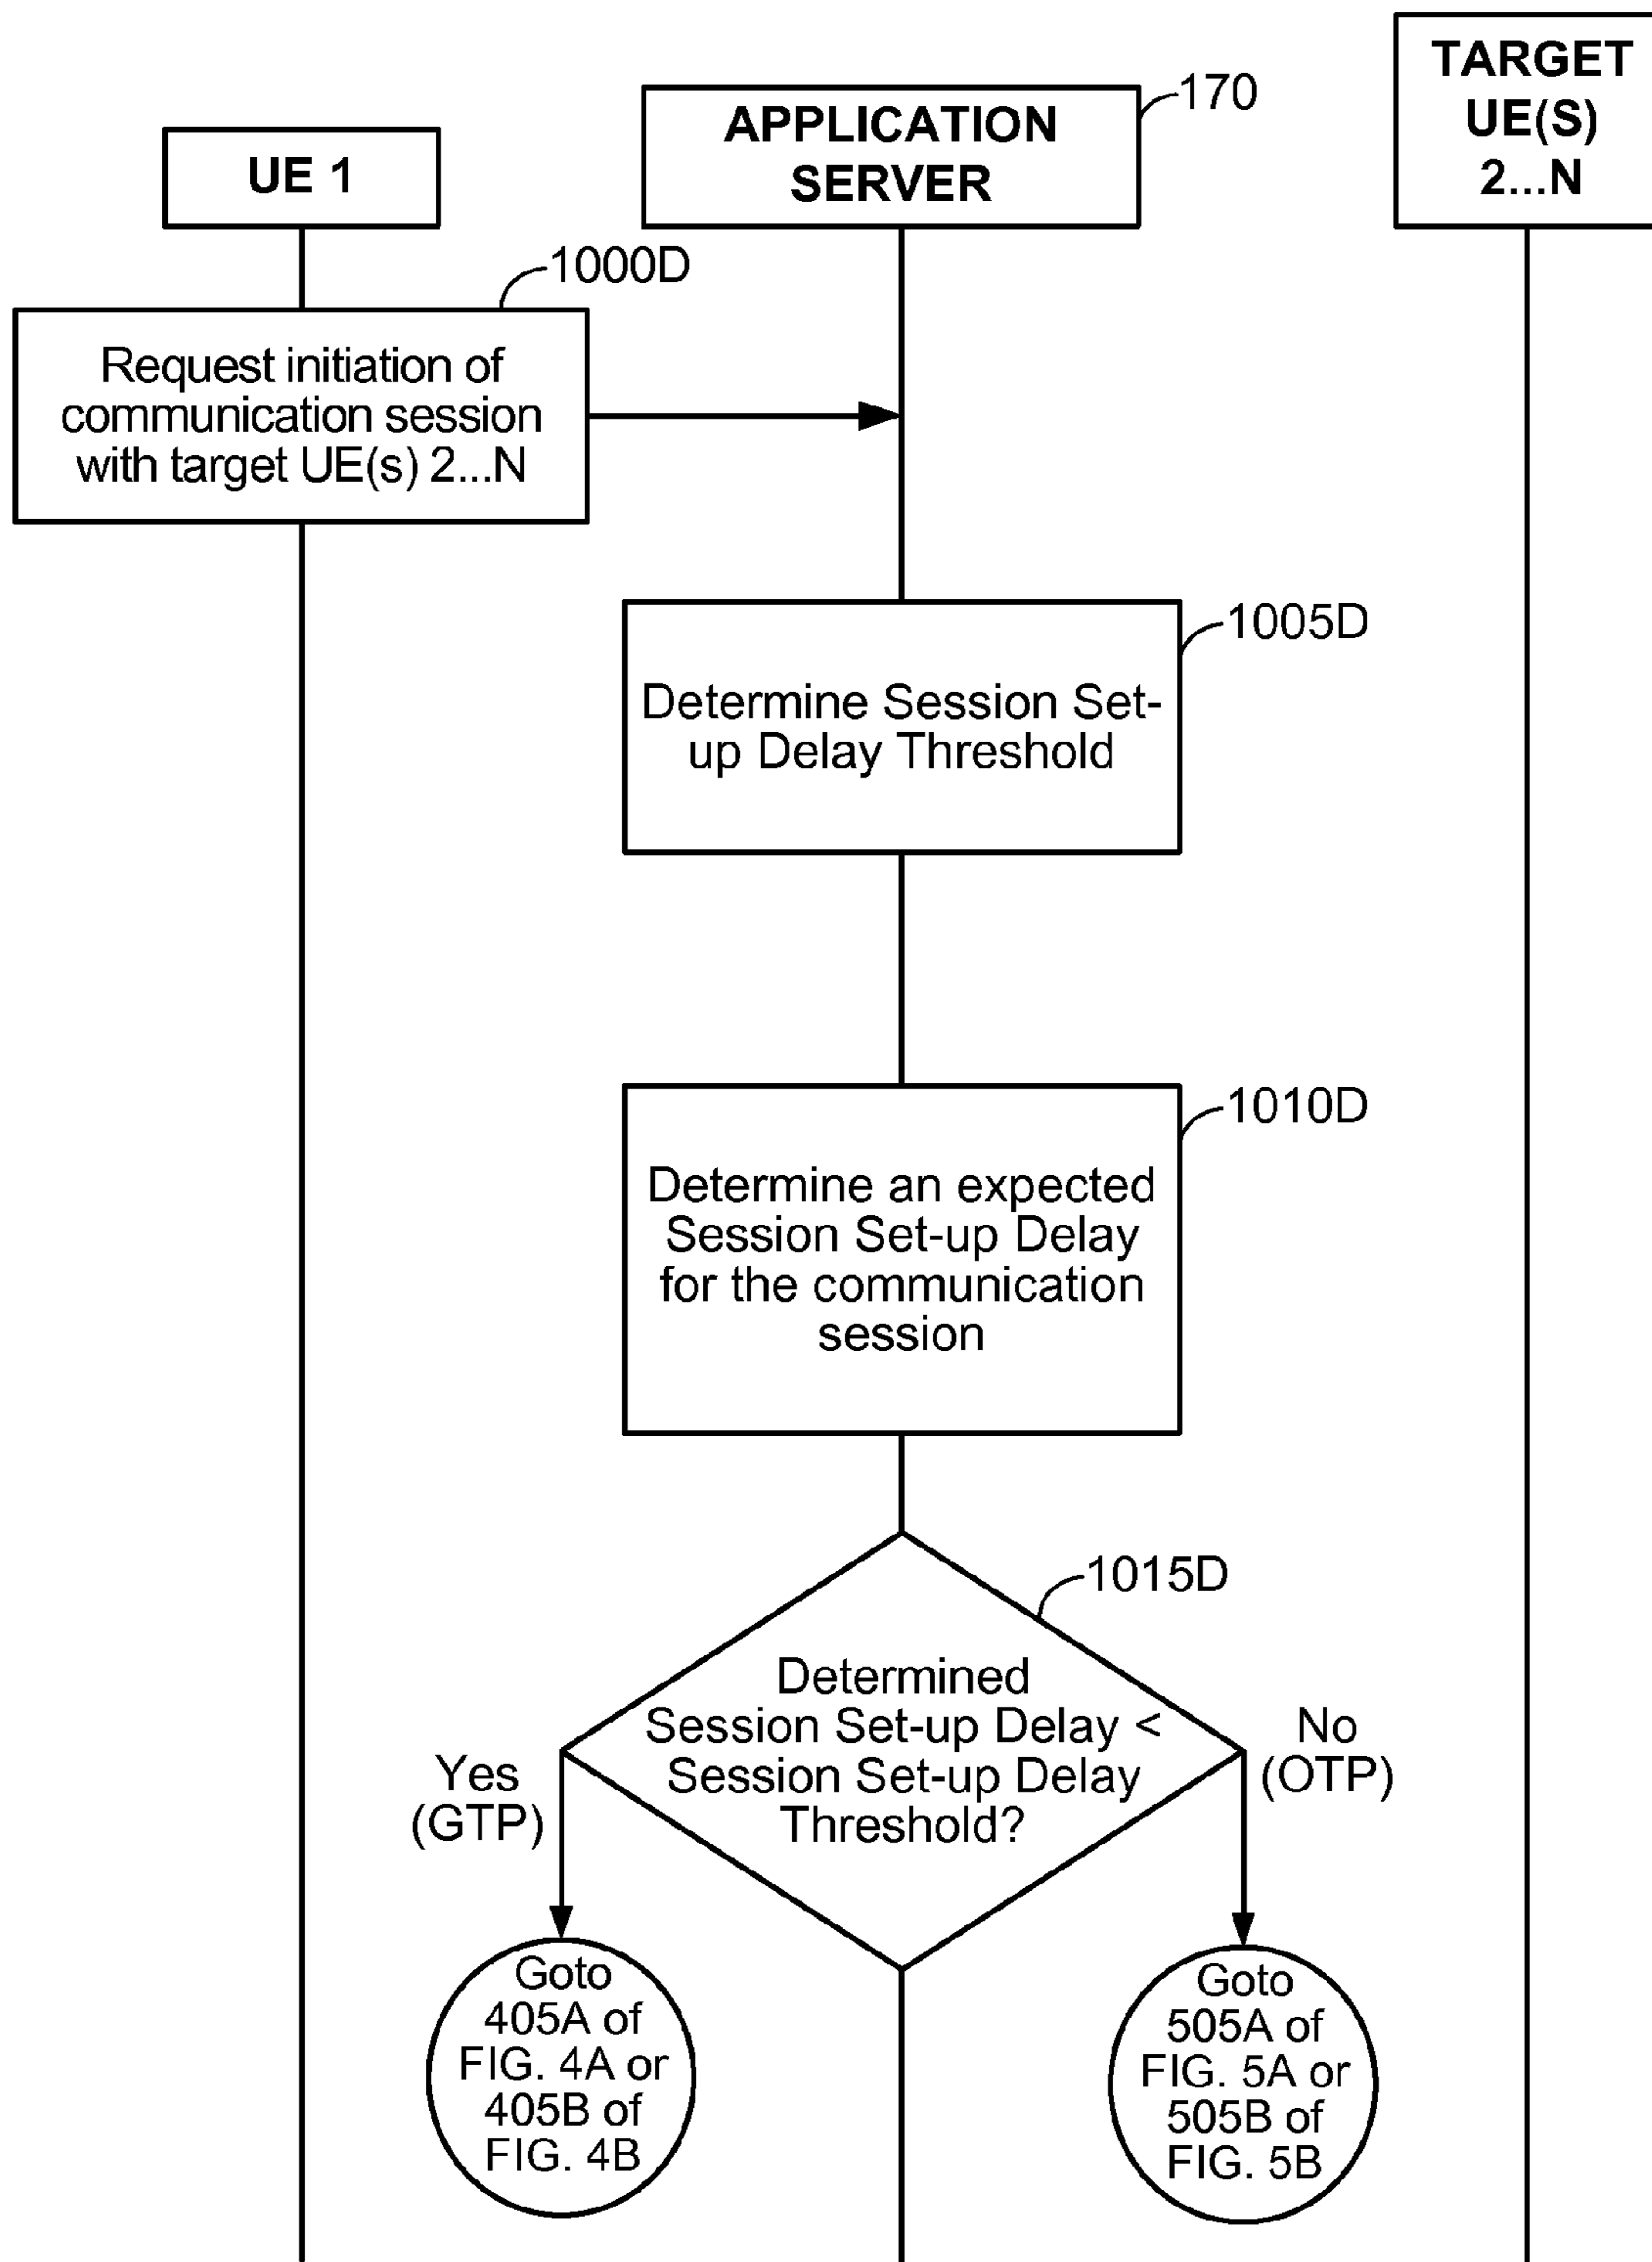 UE 1
APPLICATION
SERVER
170
TARGET
UE(S)
2...N
1000D
Request initiation of
communication session
with target UE(s) 2...N
1005D
Determine Session Set-
up Delay Threshold
1010D
Determine an expected
Session Set-up Delay
for the communication
session
1015D
Determined
Session Set-up Delay <
Session Set-up Delay
Threshold?
Yes
(GTP)
No
(OTP)
Goto
405A of
FIG. 4A or
405B of
FIG. 4B
Goto
505A of
FIG. 5A or
505B of
FIG. 5B